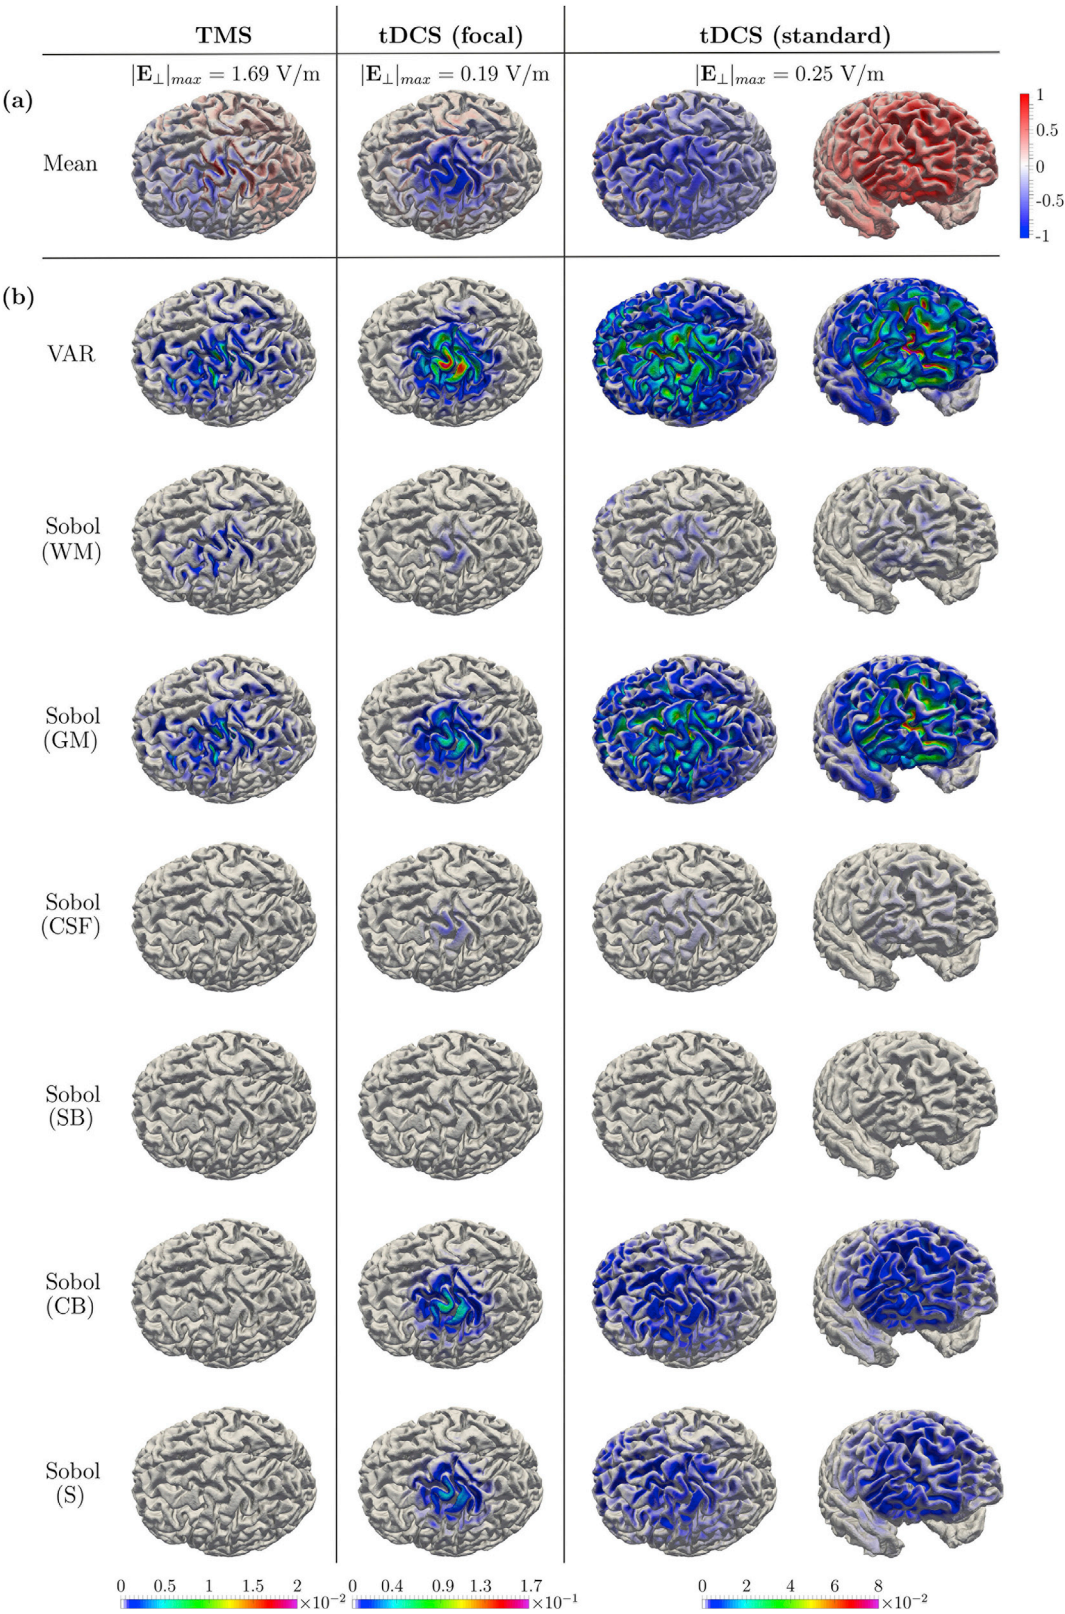 TMS tDCS (focal) tDCS (standard)
|E⊥|max = 1.69 V/m |E⊥|max = 0.19 V/m |E⊥|max = 0.25 V/m
(a)
Mean
1
0.5
0
-0.5
-1
(b)
VAR
Sobol
(WM)
Sobol
(GM)
Sobol
(CSF)
Sobol
(SB)
Sobol
(CB)
Sobol
(S)
0 0.5 1 1.5 2 ×10⁻²
0 0.4 0.9 1.3 1.7 ×10⁻¹
0 2 4 6 8 ×10⁻²